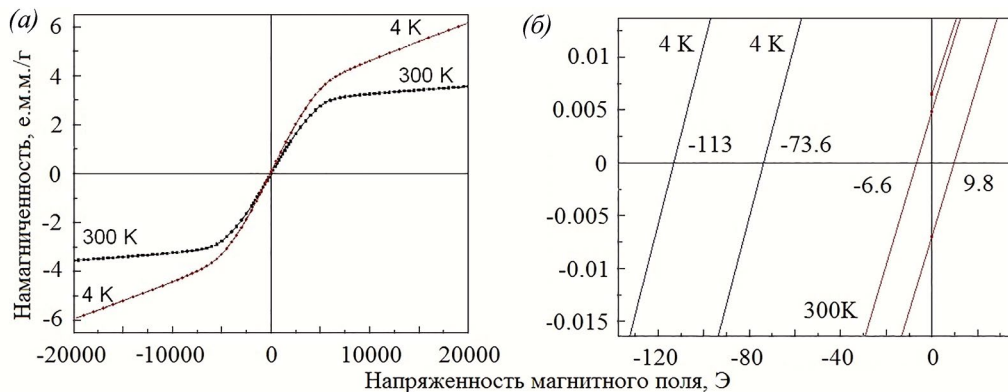 (а)
Намагниченность, е.м.м./г
6
4
2
0
-2
-4
-6
4 K
300 K
300 K
4 K
-20000 -10000 0 10000 20000
(б)
0.01
0.005
0
-0.005
-0.01
-0.015
4 K 4 K
-113 -73.6
-6.6 9.8
300K
-120 -80 -40 0
Напряженность магнитного поля, Э